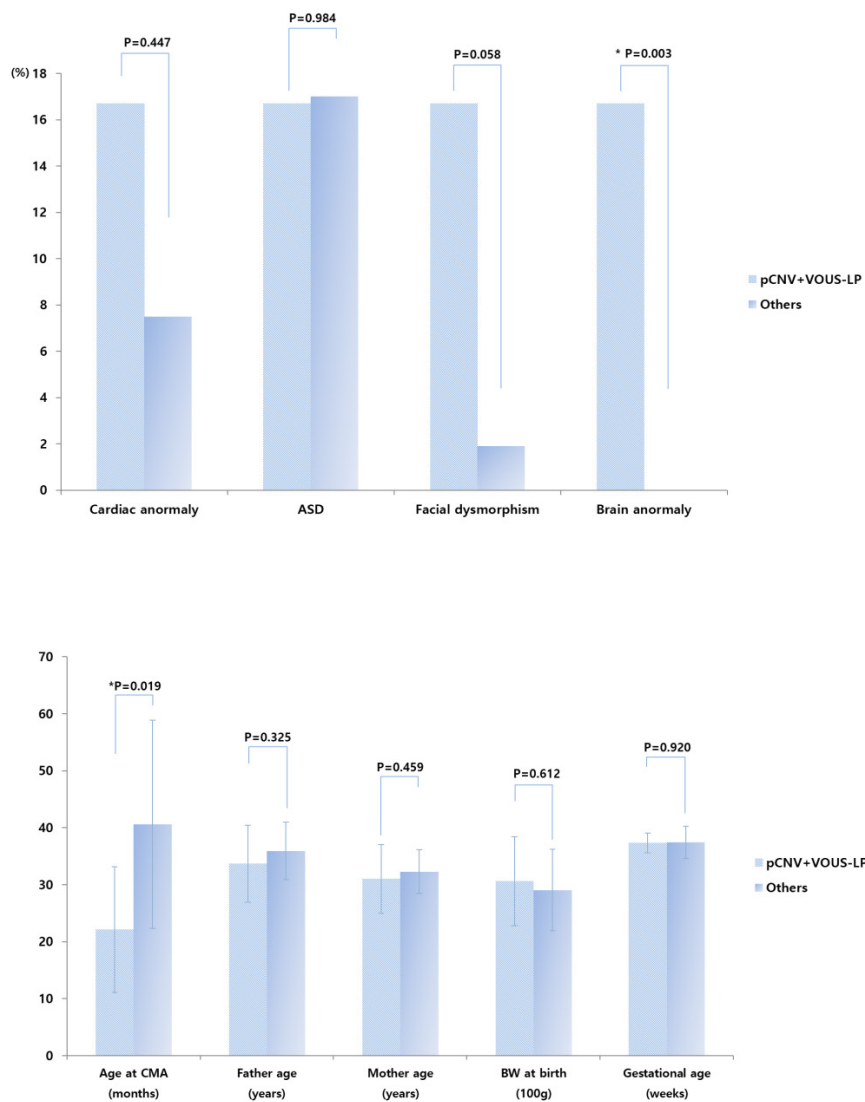 P=0.447
P=0.984
P=0.058
* P=0.003
(%)
18
16
14
12
10
8
6
4
2
0
Cardiac anormaly
ASD
Facial dysmorphism
Brain anormaly
pCNV+VOUS-LP
Others
70
60
50
40
30
20
10
0
*P=0.019
P=0.325
P=0.459
P=0.612
P=0.920
Age at CMA
(months)
Father age
(years)
Mother age
(years)
BW at birth
(100g)
Gestational age
(weeks)
pCNV+VOUS-LP
Others